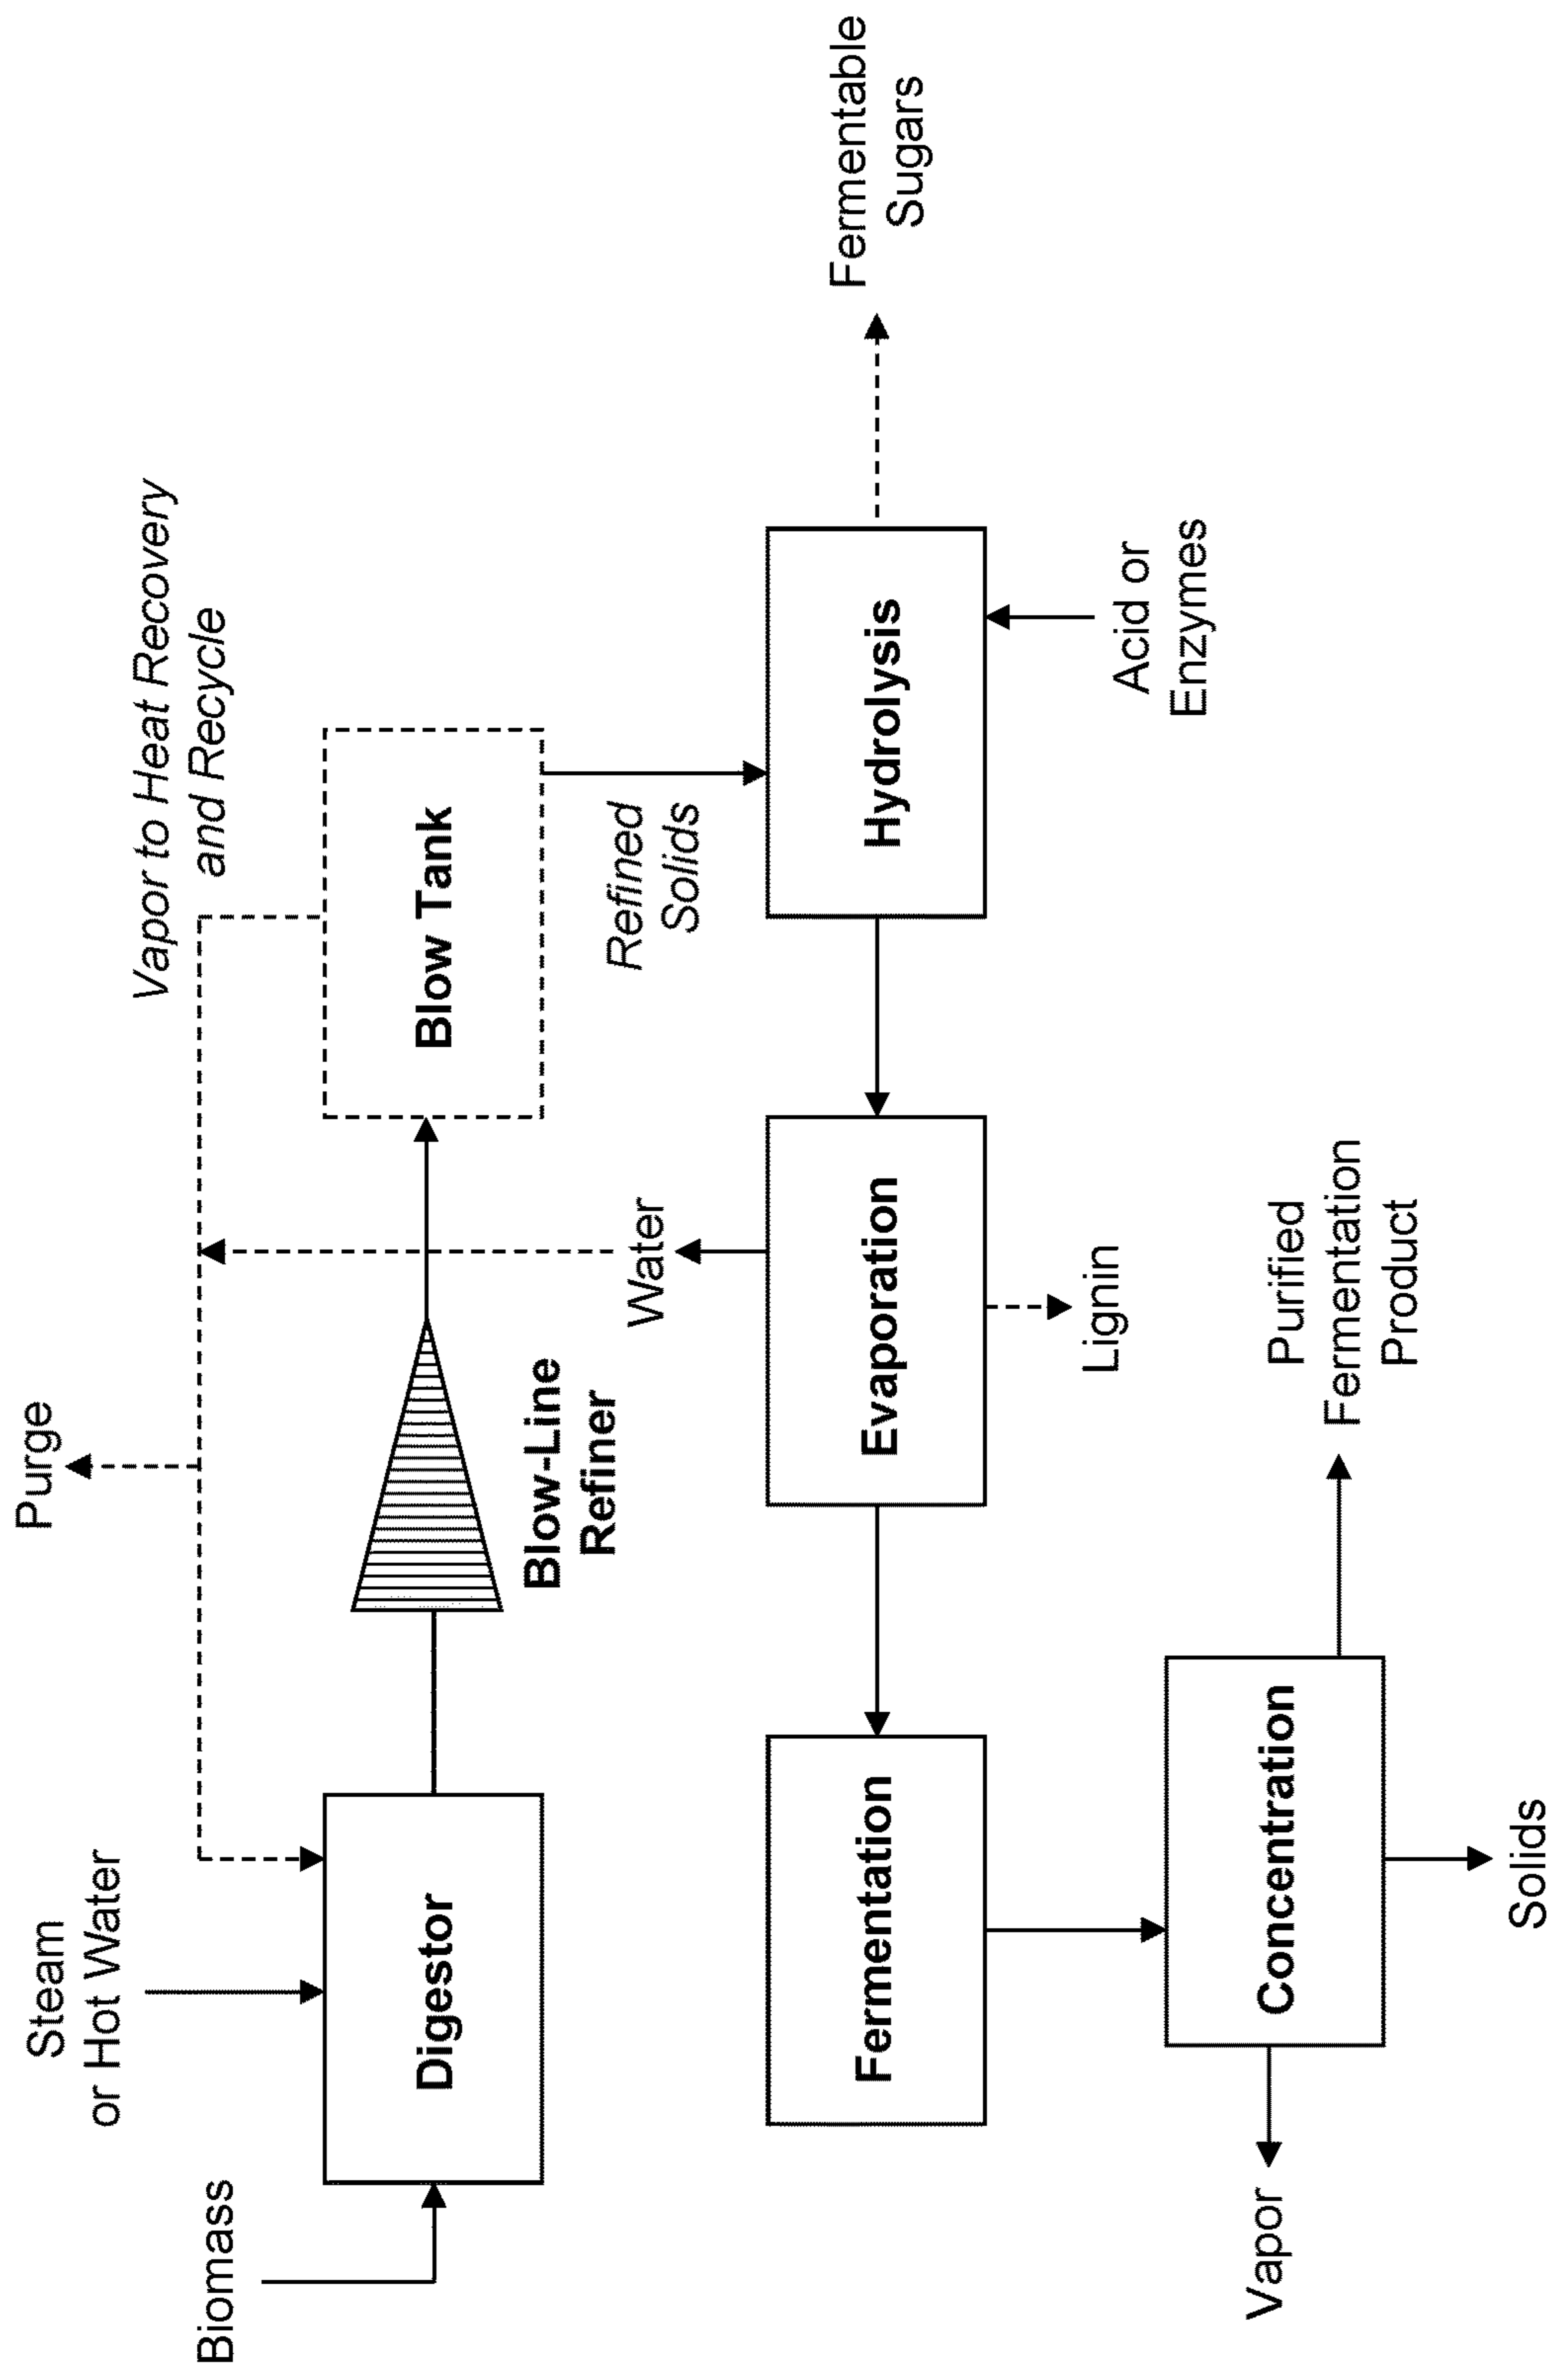 Biomass
Steam
or Hot Water
Purge
Vapor to Heat Recovery
and Recycle
Digestor
Blow-Line
Refiner
Blow Tank
Refined
Solids
Water
Fermentation
Evaporation
Hydrolysis
Fermentable
Sugars
Lignin
Acid or
Enzymes
Vapor
Concentration
Purified
Fermentation
Product
Solids